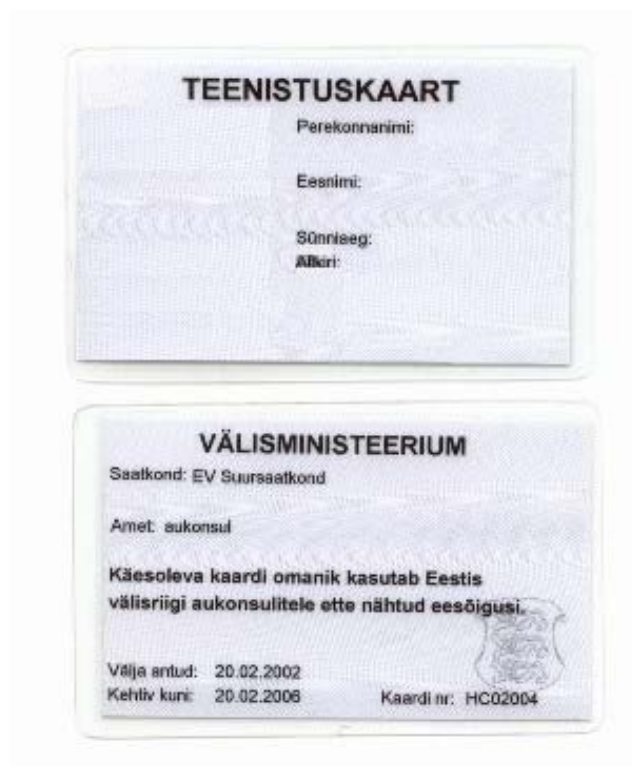 TEENISTUSKAART
Perekonnanimi:
Eesnimi:
Sünniaeg:
Allkiri:
VÄLISMINISTEERIUM
Saatkond: EV Suursaatkond
Amet: aukonsul
Käesoleva kaardi omanik kasutab Eestis
välisriigi aukonsulitele ette nähtud eesõigusi.
Välja antud: 20.02.2002
Kehtiv kuni: 20.02.2006 Kaardi nr: HC02004